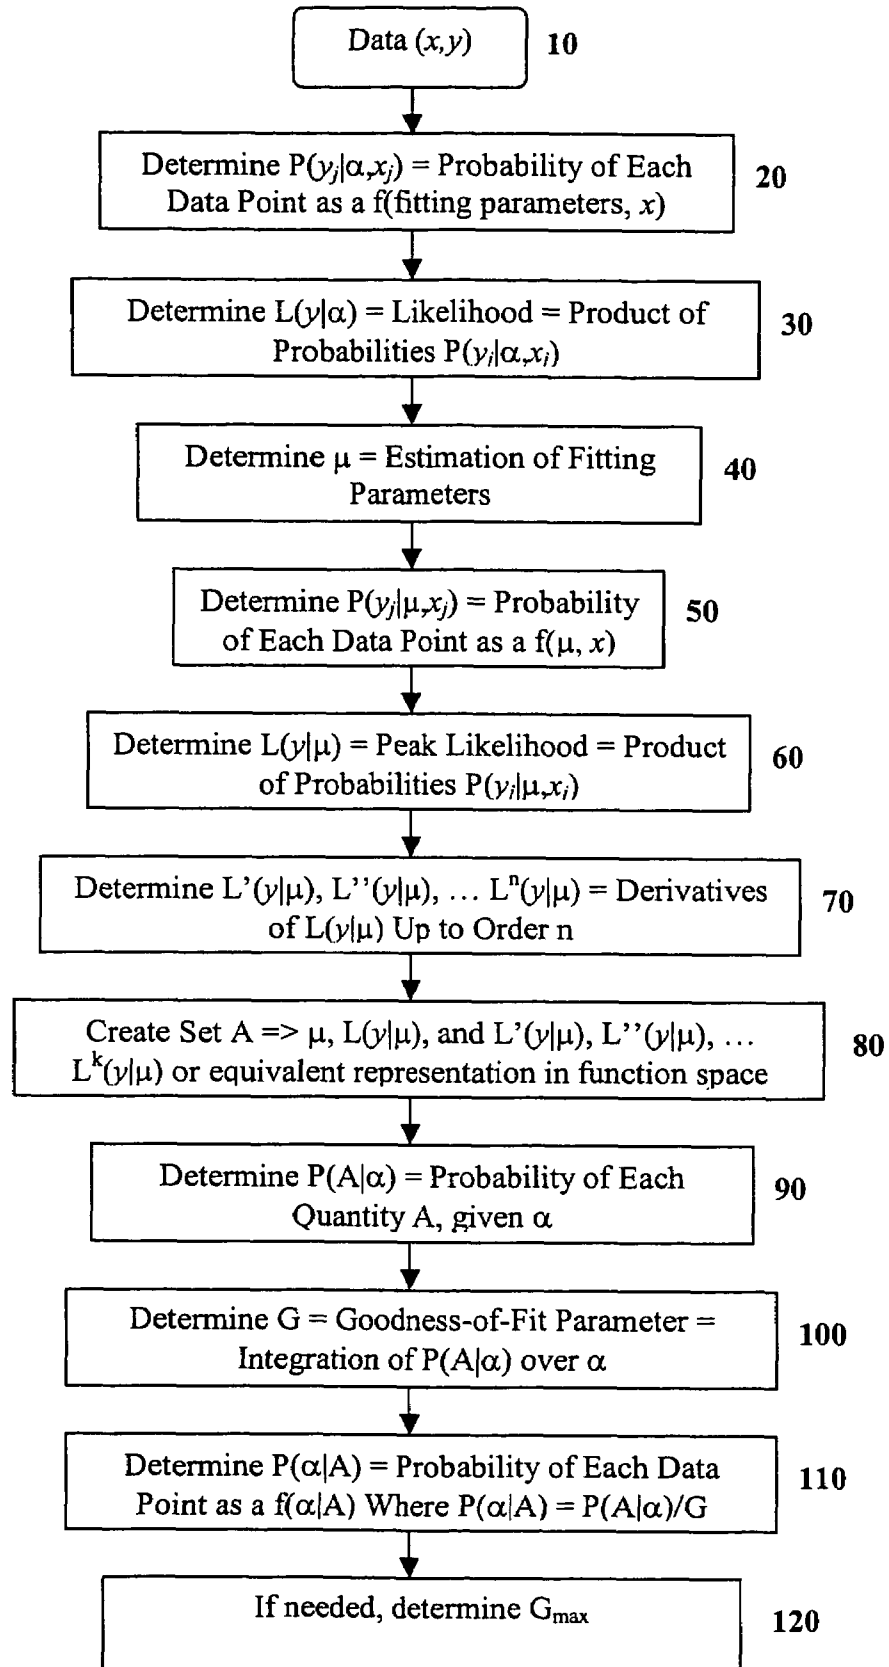 Data (x,y) 10
Determine P(yj|α,xj) = Probability of Each
Data Point as a f(fitting parameters, x)
20
Determine L(y|α) = Likelihood = Product of
Probabilities P(yi|α,xi)
30
Determine μ = Estimation of Fitting
Parameters
40
Determine P(yj|μ,xj) = Probability
of Each Data Point as a f(μ, x)
50
Determine L(y|μ) = Peak Likelihood = Product
of Probabilities P(yi|μ,xi)
60
Determine L’(y|μ), L’’(y|μ), … Lⁿ(y|μ) = Derivatives
of L(y|μ) Up to Order n
70
Create Set A => μ, L(y|μ), and L’(y|μ), L’’(y|μ), …
Lᵏ(y|μ) or equivalent representation in function space
80
Determine P(A|α) = Probability of Each
Quantity A, given α
90
Determine G = Goodness-of-Fit Parameter =
Integration of P(A|α) over α
100
Determine P(α|A) = Probability of Each Data
Point as a f(α|A) Where P(α|A) = P(A|α)/G
110
If needed, determine Gmax
120